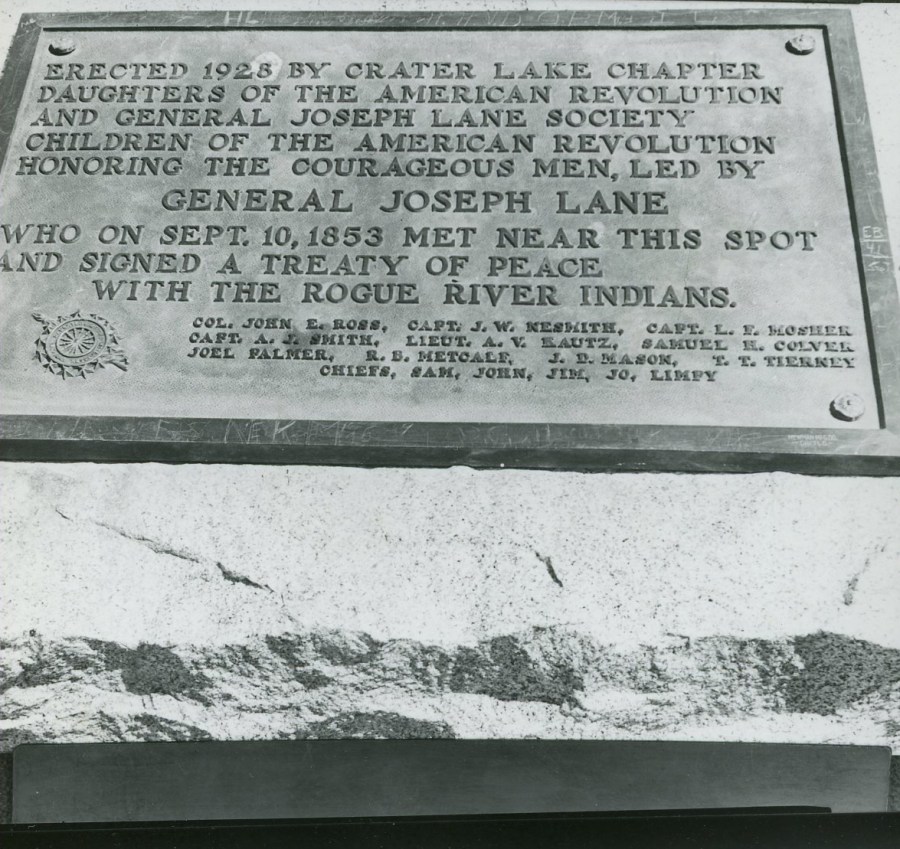 HL
ERECTED 1928 BY CRATER LAKE CHAPTER
DAUGHTERS OF THE AMERICAN REVOLUTION
AND GENERAL JOSEPH LANE SOCIETY
CHILDREN OF THE AMERICAN REVOLUTION
HONORING THE COURAGEOUS MEN, LED BY
GENERAL JOSEPH LANE
WHO ON SEPT. 10, 1853 MET NEAR THIS SPOT
AND SIGNED A TREATY OF PEACE
WITH THE ROGUE RIVER INDIANS.
COL. JOHN E. ROSS, CAPT. J. W. NESMITH, CAPT. L. F. MOSHER
CAPT. A. J. SMITH, LIEUT. A. V. KAUTZ, SAMUEL H. COLVER
JOEL PALMER, R. B. METCALF, J. D. MASON, T. T. TIERNEY
CHIEFS, SAM, JOHN, JIM, JO, LIMPY
EB